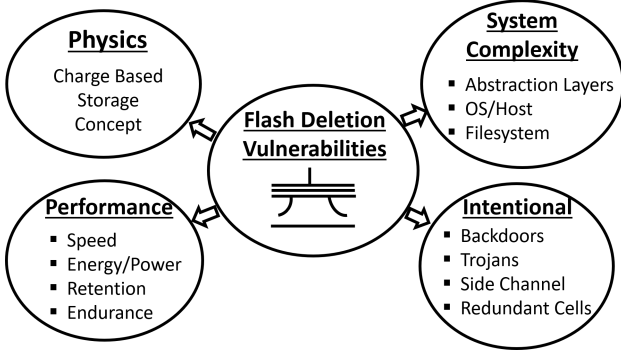 Physics
Charge Based
Storage
Concept
System
Complexity
▪ Abstraction Layers
▪ OS/Host
▪ Filesystem
Flash Deletion
Vulnerabilities
Performance
▪ Speed
▪ Energy/Power
▪ Retention
▪ Endurance
Intentional
▪ Backdoors
▪ Trojans
▪ Side Channel
▪ Redundant Cells